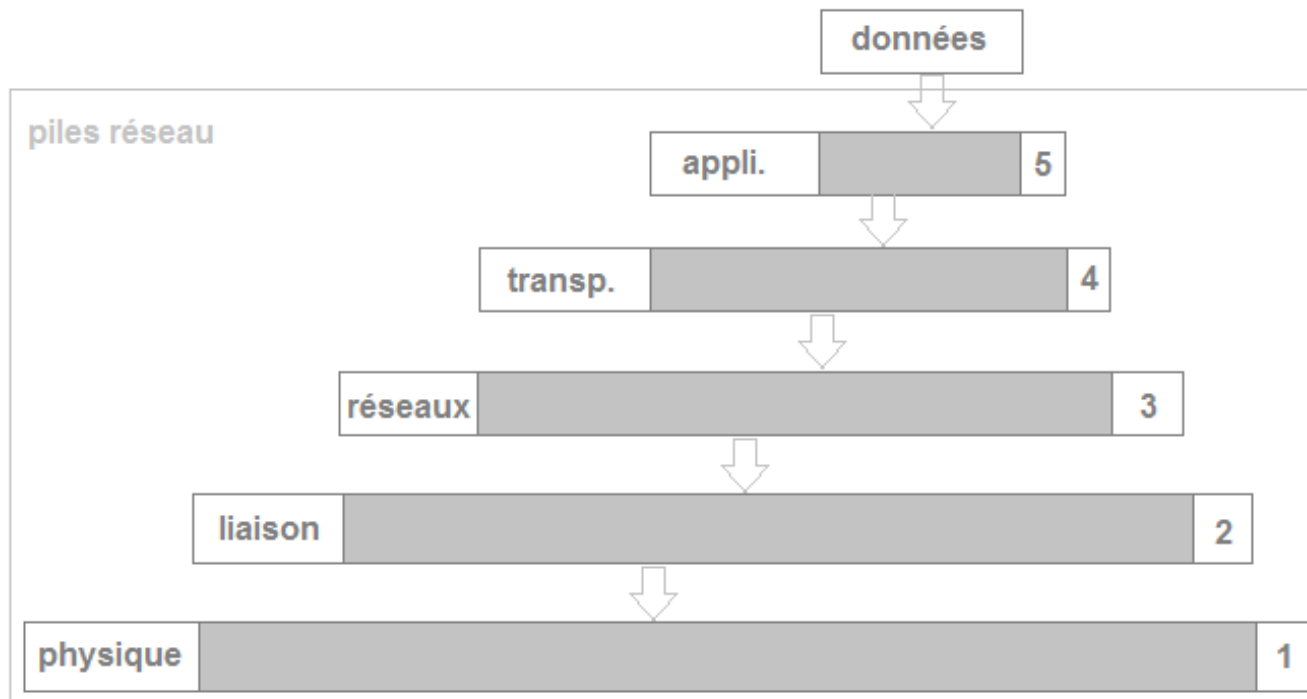 données
piles réseau
appli. 5
transp. 4
réseaux 3
liaison 2
physique 1